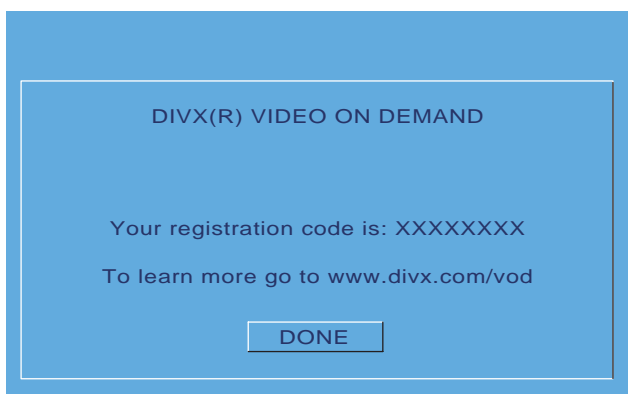 DIVX(R) VIDEO ON DEMAND
Your registration code is: XXXXXXXX
To learn more go to www.divx.com/vod
DONE